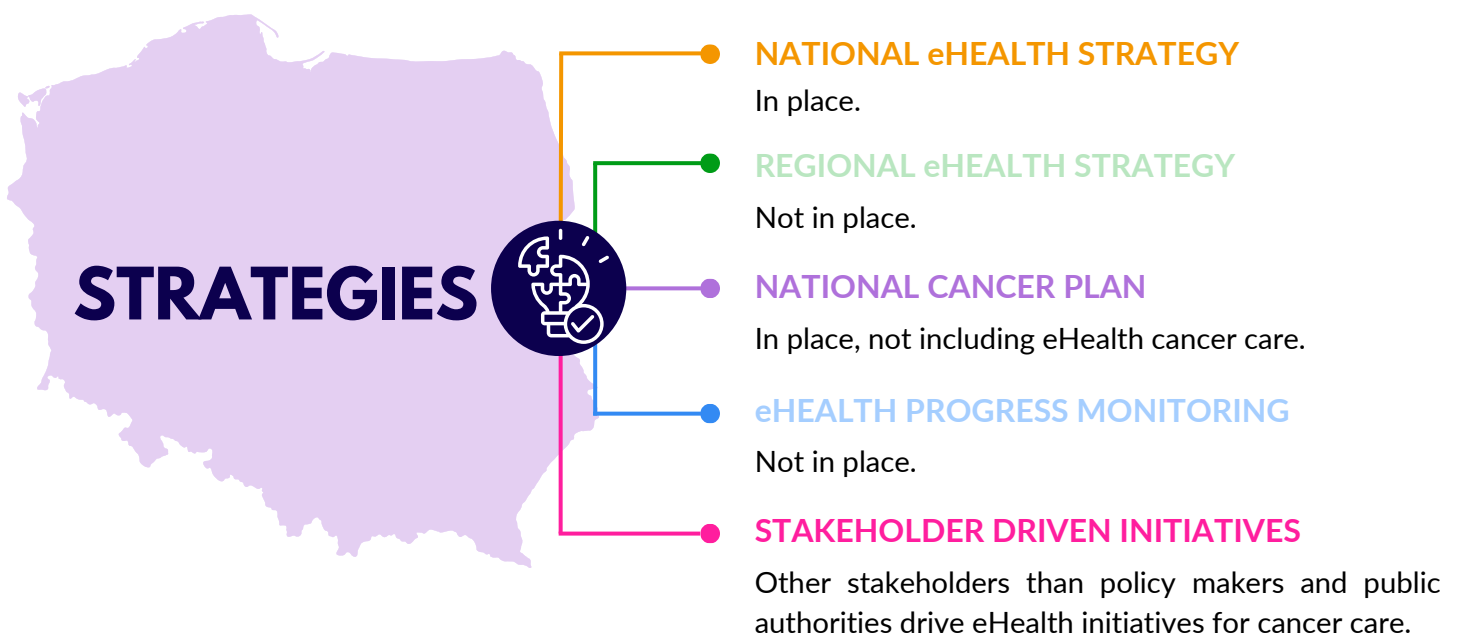 STRATEGIES
NATIONAL eHEALTH STRATEGY
In place.
REGIONAL eHEALTH STRATEGY
Not in place.
NATIONAL CANCER PLAN
In place, not including eHealth cancer care.
eHEALTH PROGRESS MONITORING
Not in place.
STAKEHOLDER DRIVEN INITIATIVES
Other stakeholders than policy makers and public
authorities drive eHealth initiatives for cancer care.